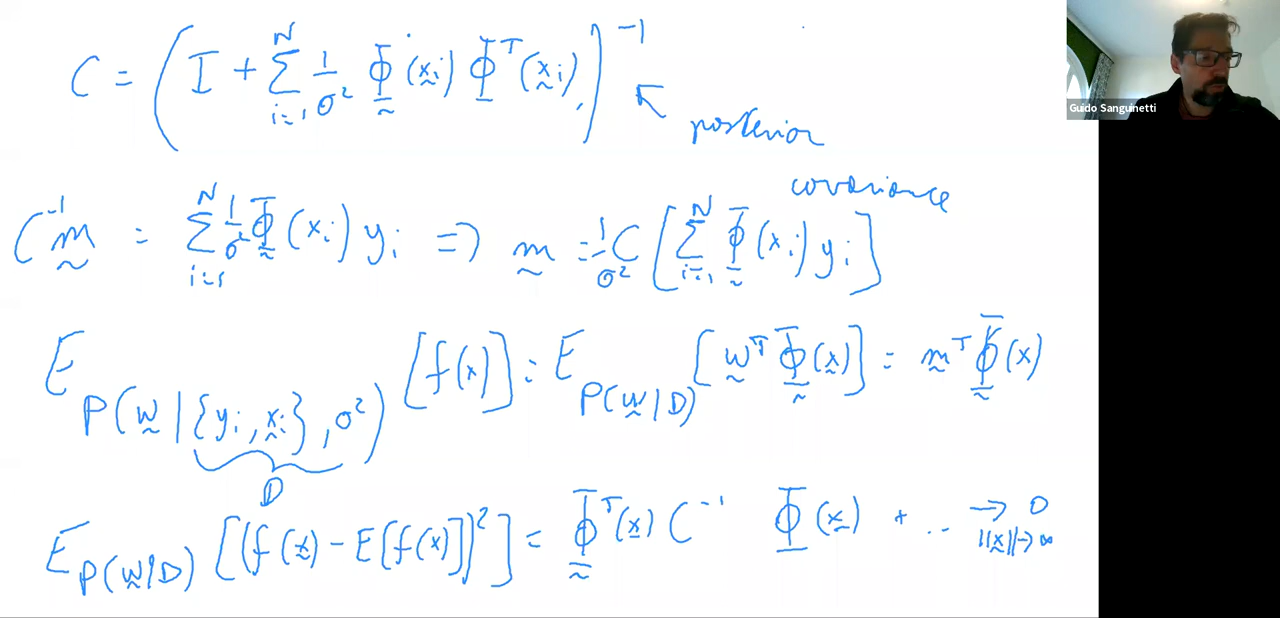 C = ( I + Σ_{i=1}^{N} 1/σ² Φ(x_i) Φ^T(x_i) )^{-1}
Guido Sanguinetti
posterior
covariance
C^{-1} m = Σ_{i=1}^{N} 1/σ² Φ(x_i) y_i => m = 1/σ² C [ Σ_{i=1}^{N} Φ(x_i) y_i ]
E_{P(w|{y_i, x_i}, σ²)} [f(x)] = E_{P(w|D)} [w^T Φ(x)] = m^T Φ(x)
D
E_{P(w|D)} [(f(x) - E[f(x)])²] = Φ^T(x) C^{-1} Φ(x) + .. → 0
||x||→∞